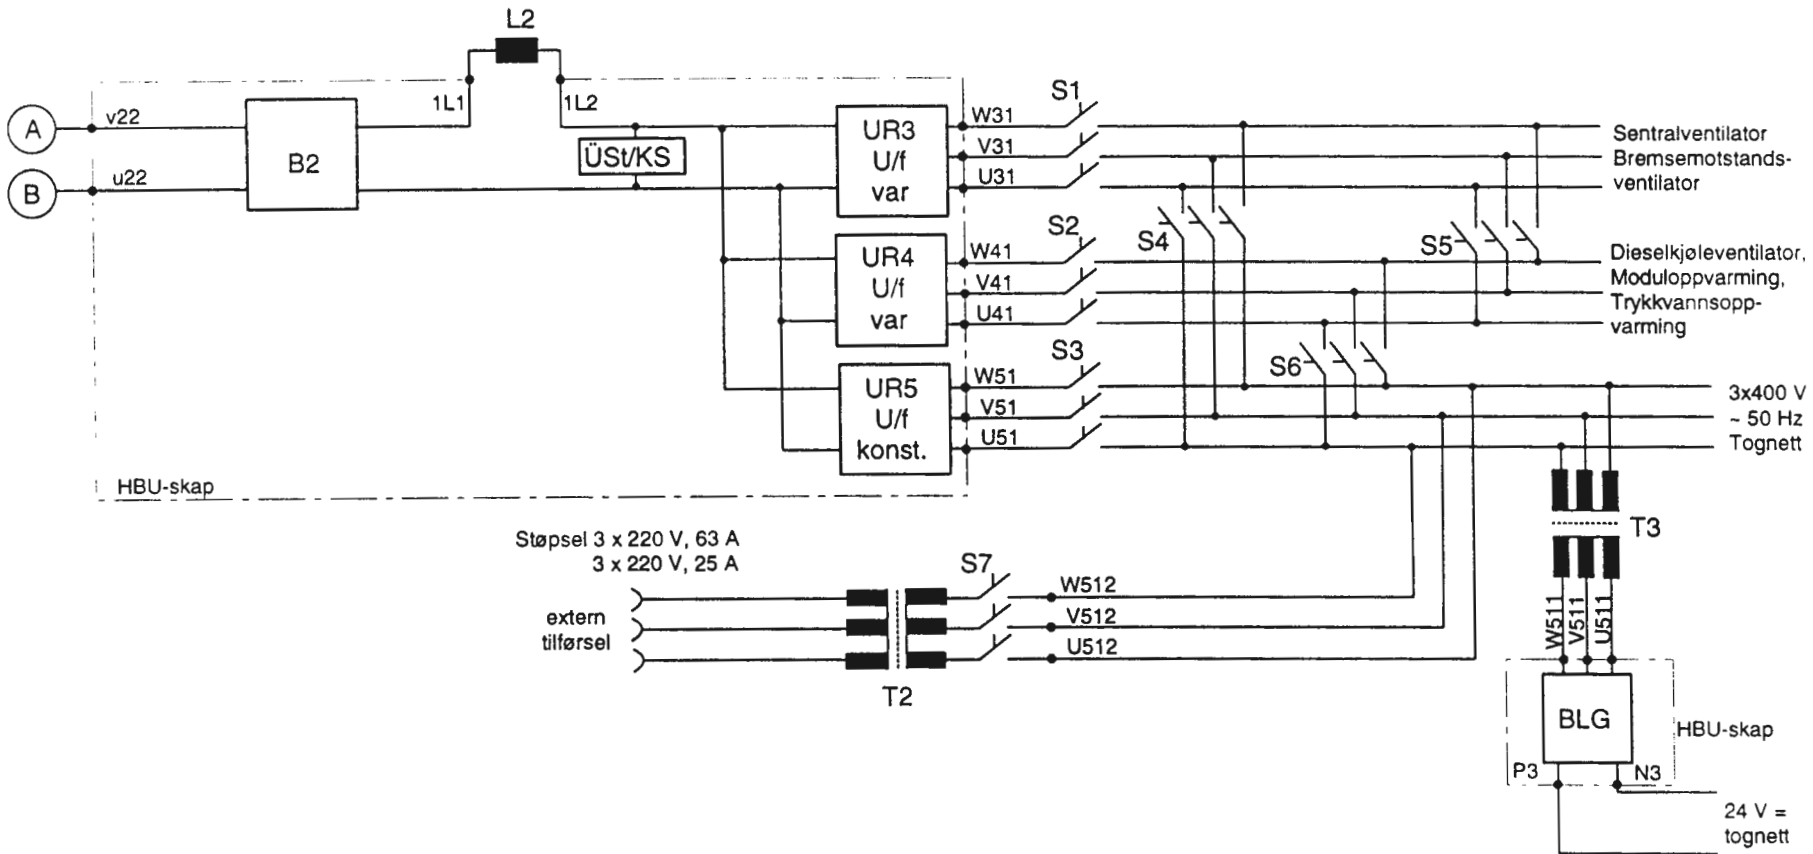 L2
1L1
1L2
A
v22
B
u22
B2
ÜSt/KS
UR3
U/f
var
UR4
U/f
var
UR5
U/f
konst.
HBU-skap
W31
V31
U31
S1
W41
V41
U41
S2
W51
V51
U51
S3
S4
S5
S6
Sentralventilator
Bremsemotstands-
ventilator
Dieselkjøleventilator,
Moduloppvarming,
Trykkvannsopp-
varming
3x400 V
~ 50 Hz
Tognett
Støpsel 3 x 220 V, 63 A
3 x 220 V, 25 A
extern
tilførsel
T2
S7
W512
V512
U512
T3
W511
V511
U511
BLG
HBU-skap
P3
N3
24 V =
tognett